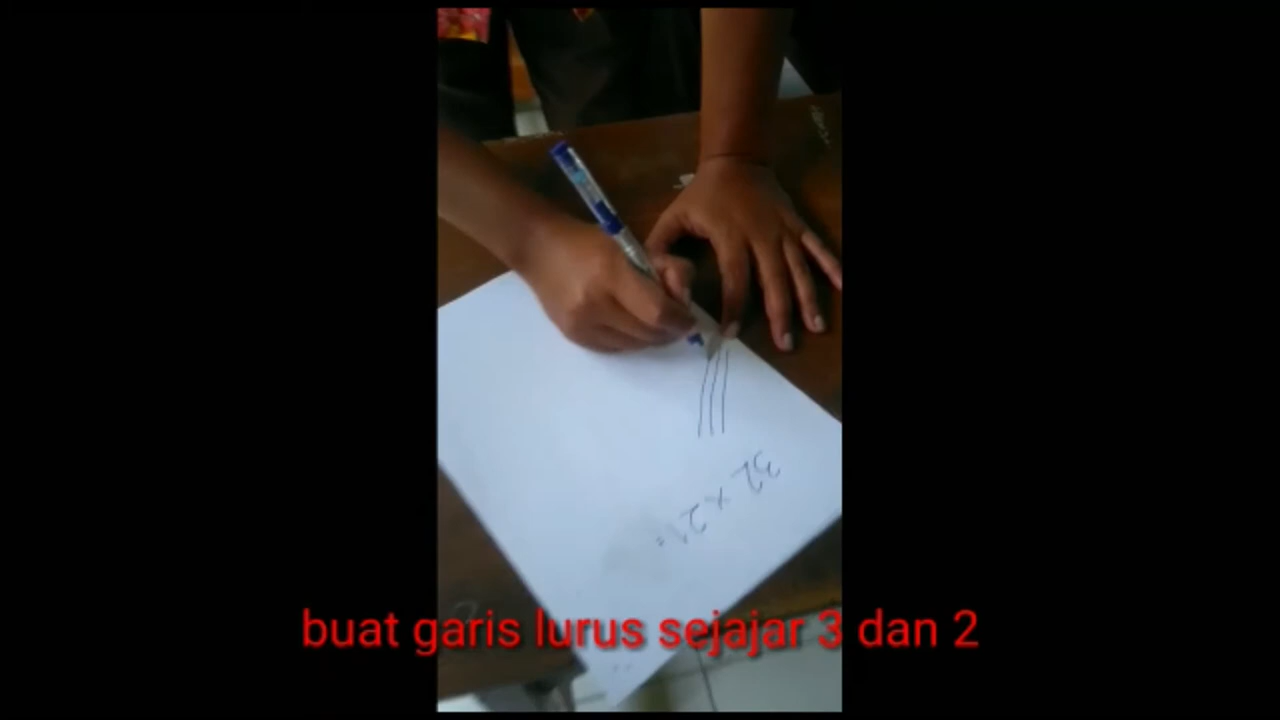 32 x 21 =
buat garis lurus sejajar 3 dan 2